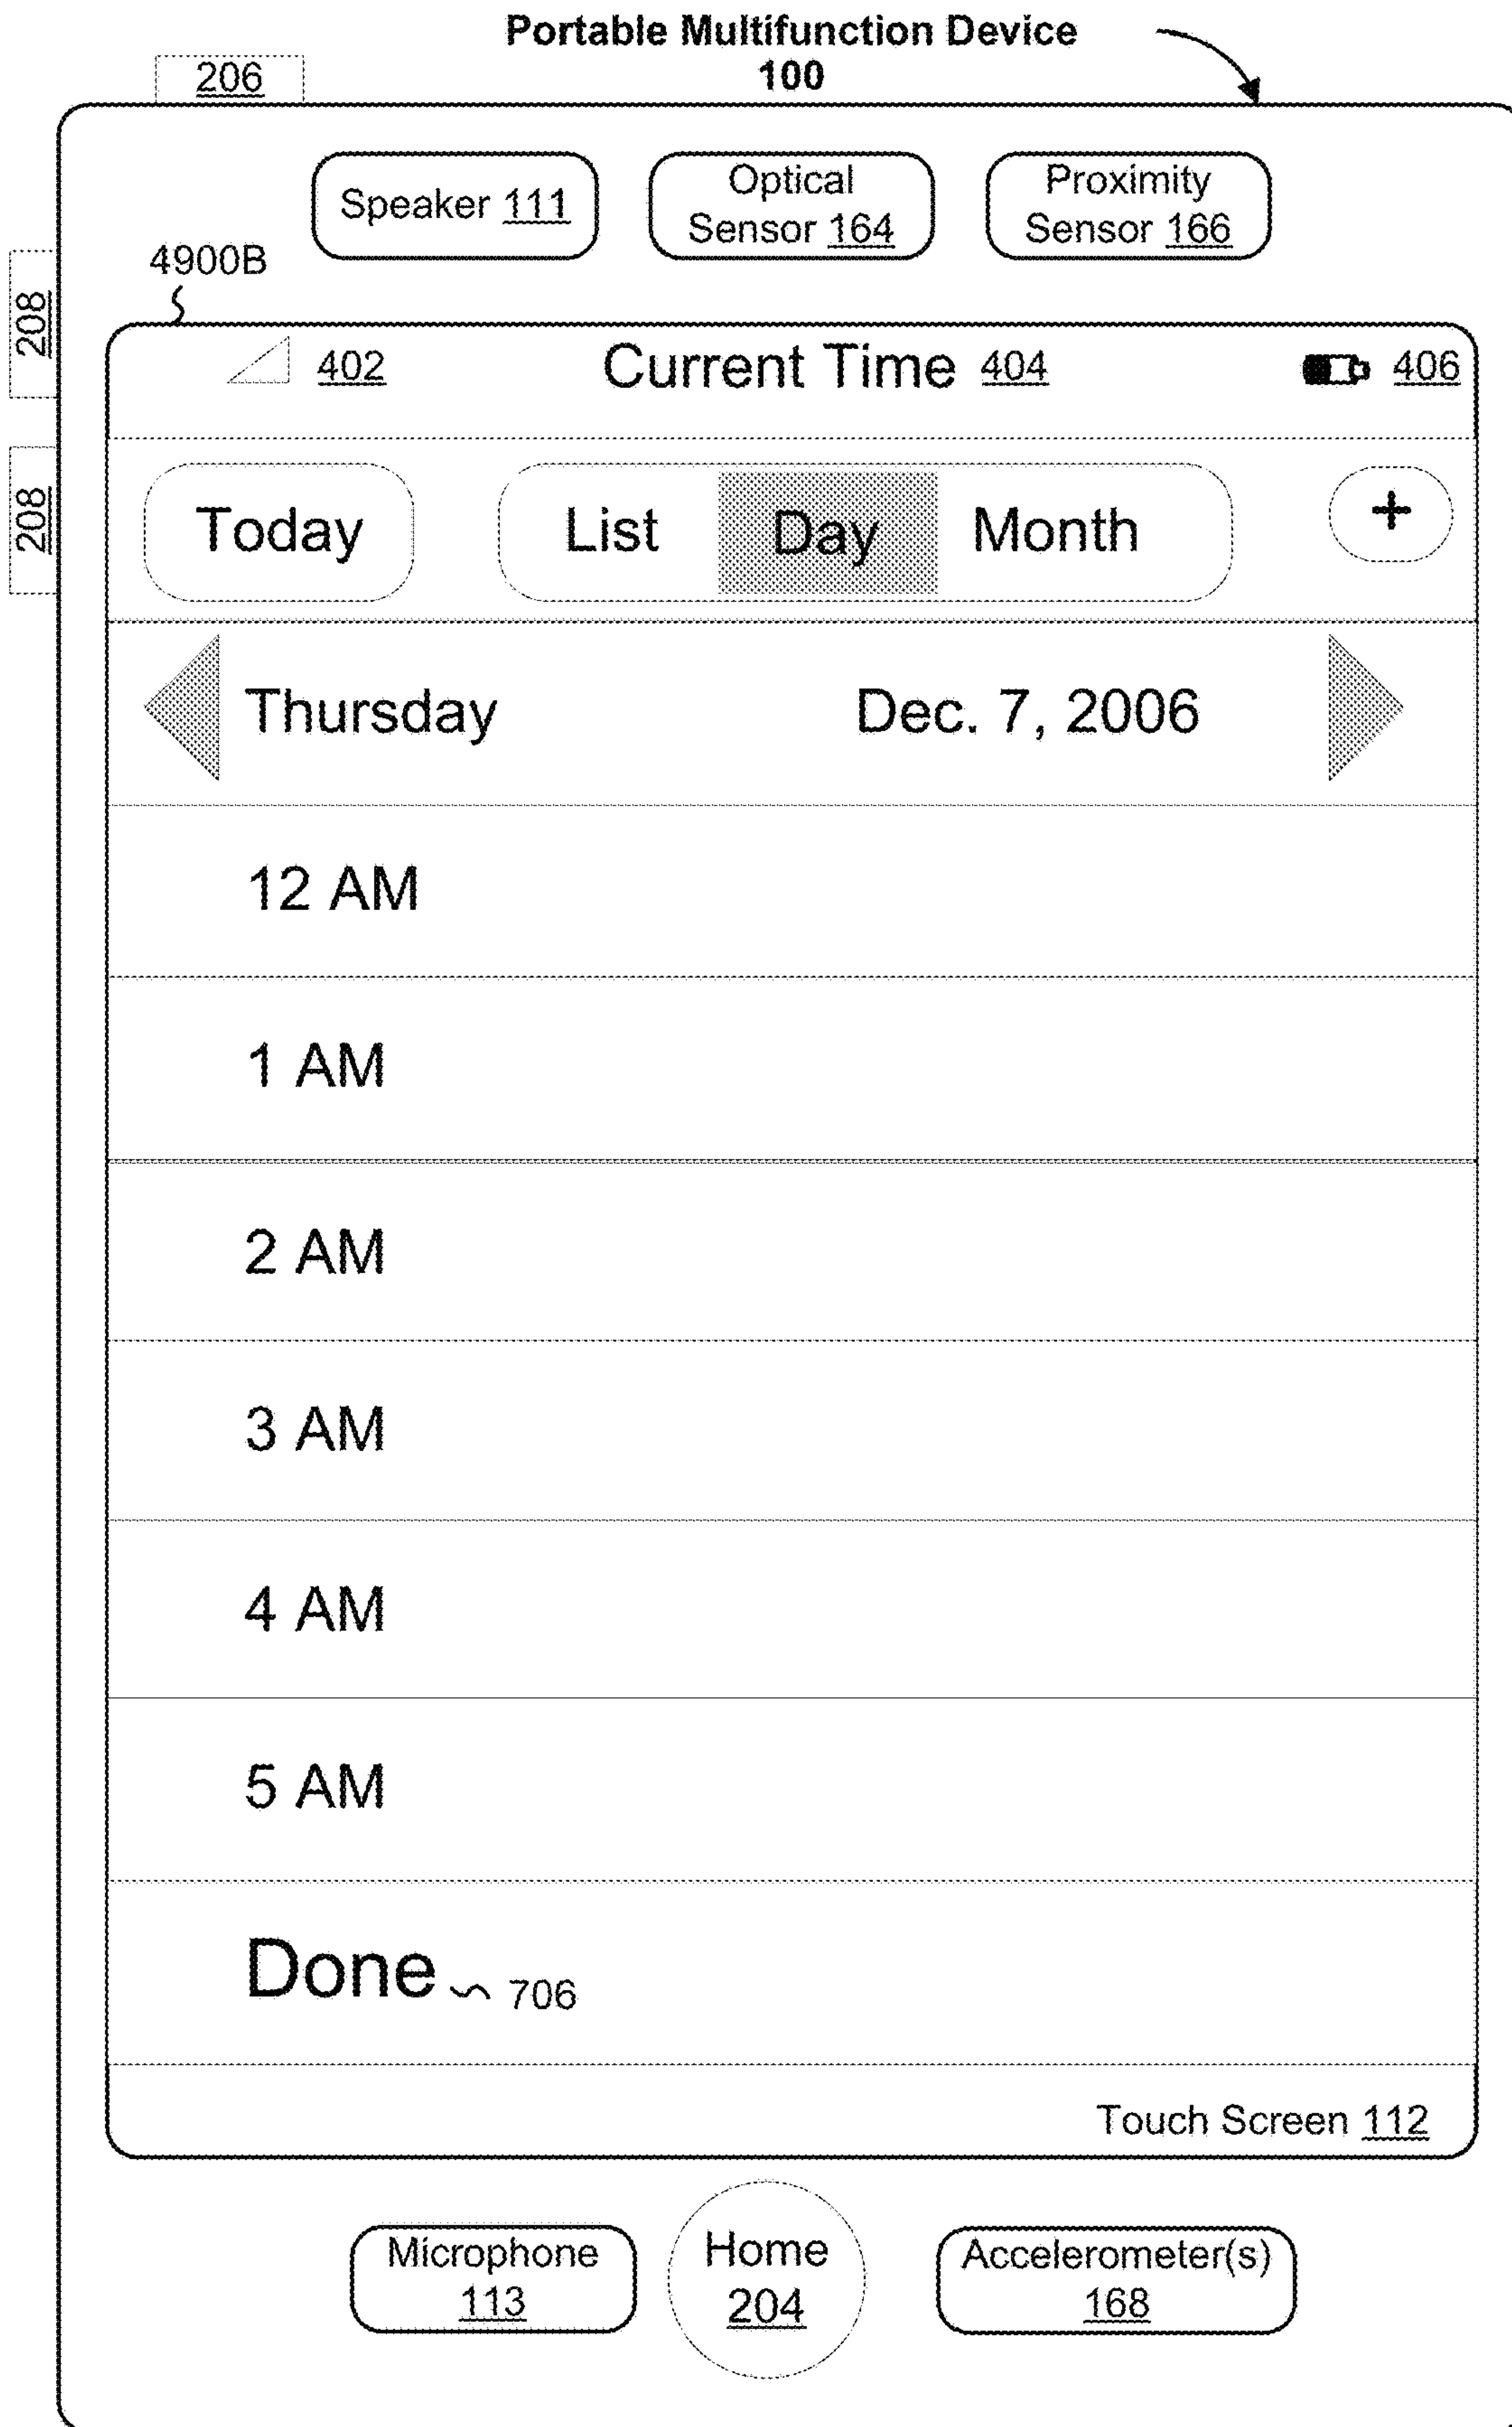 Portable Multifunction Device
100
206
Speaker 111
Optical
Sensor 164
Proximity
Sensor 166
4900B
208
208
402
Current Time 404
406
Today
List
Day
Month
+
Thursday
Dec. 7, 2006
12 AM
1 AM
2 AM
3 AM
4 AM
5 AM
Done
706
Touch Screen 112
Microphone
113
Home
204
Accelerometer(s)
168